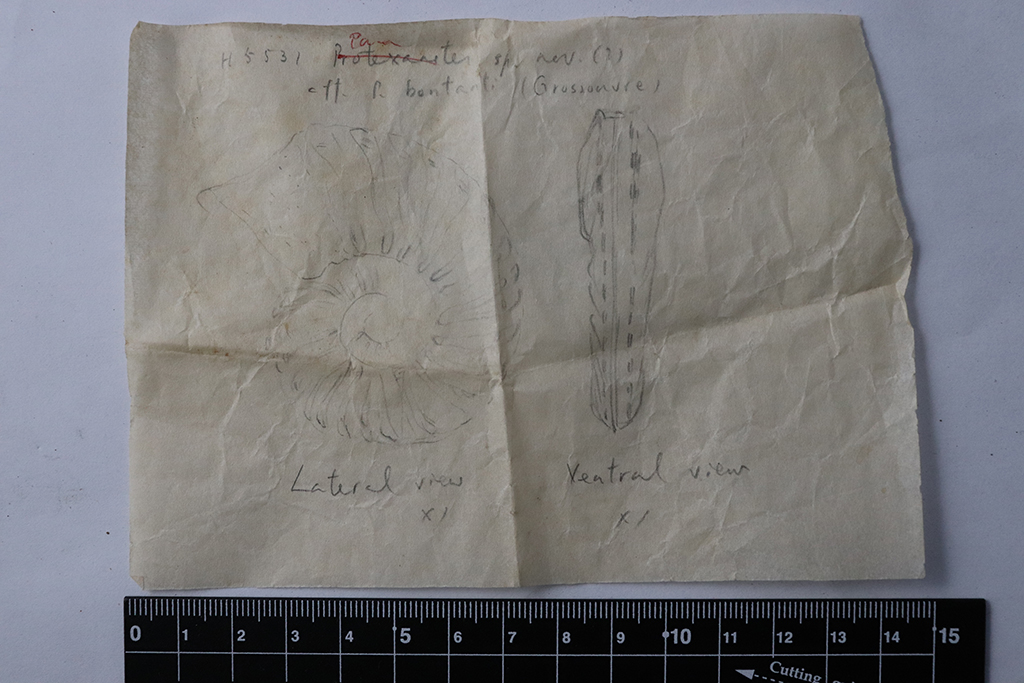 Para
H5531 Protexanites sp. nov. (?)
aff. P. bontanti (Grossouvre)
Lateral view
x1
Ventral view
x1
0 1 2 3 4 5 6 7 8 9 10 11 12 13 14 15
Cutting